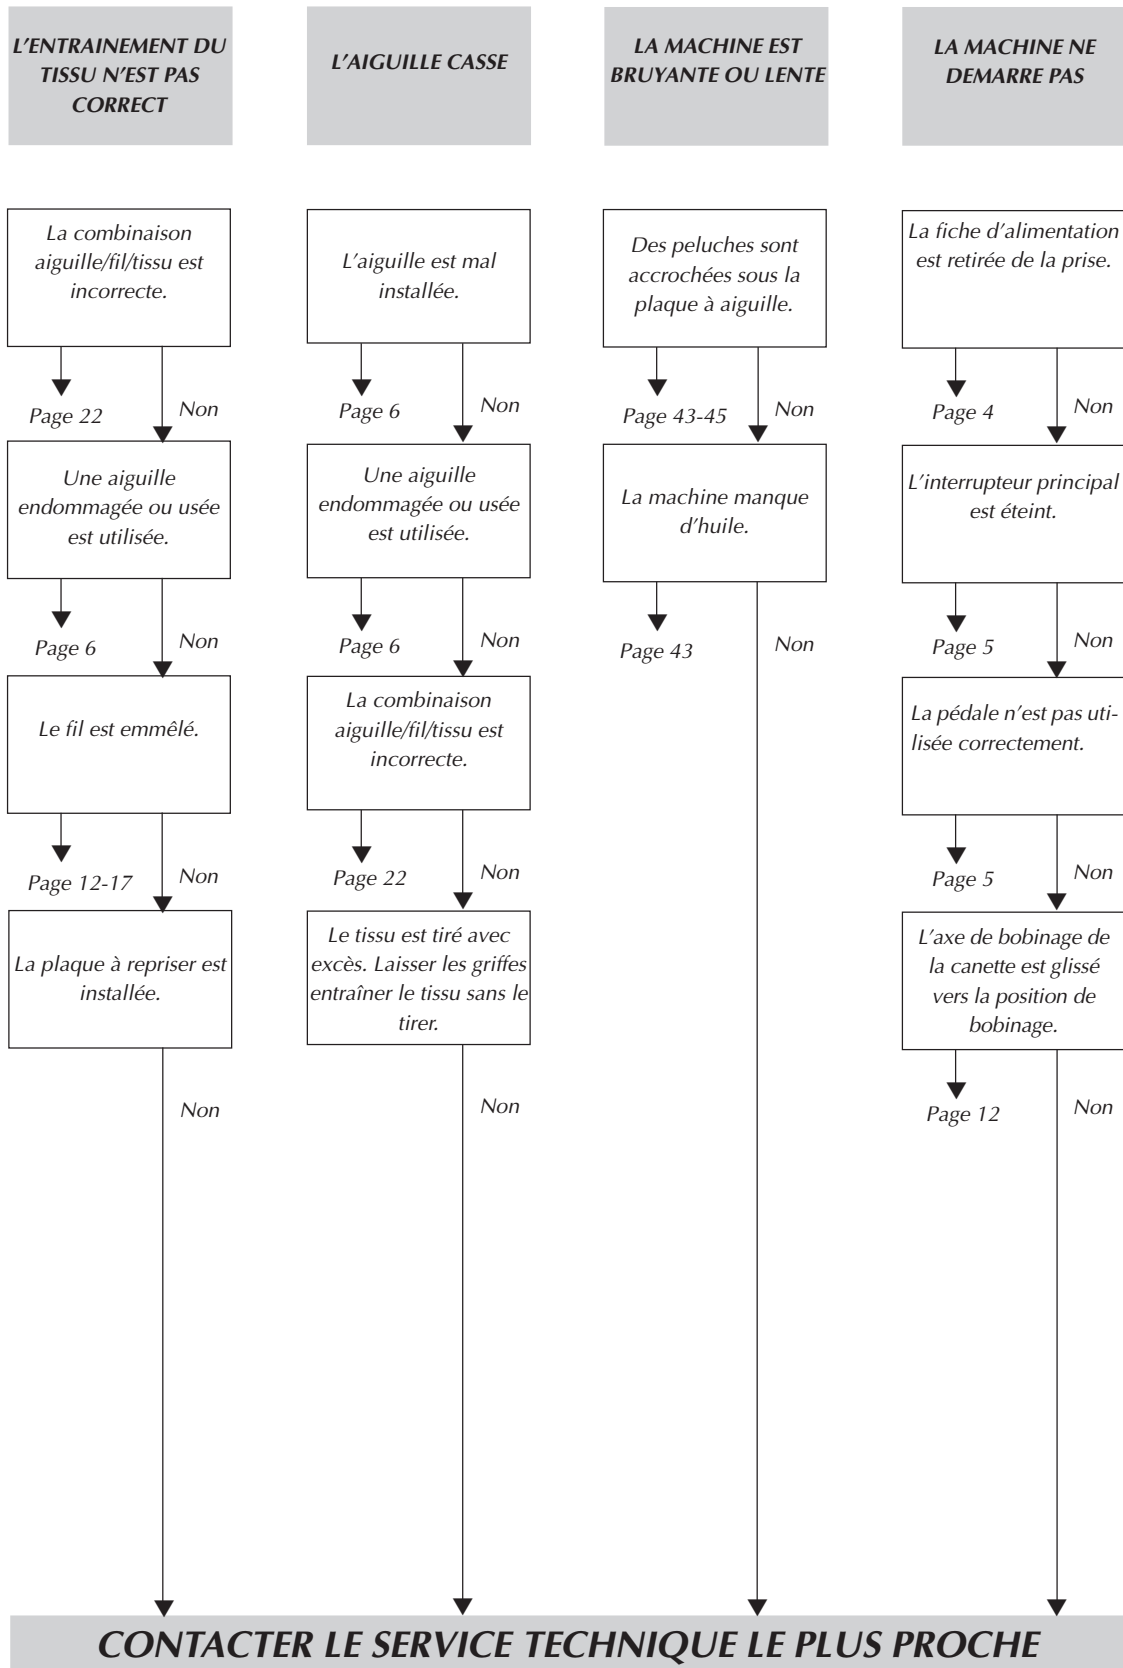 L'ENTRAINEMENT DU
TISSU N'EST PAS
CORRECT
La combinaison
aiguille/fil/tissu est
incorrecte.
Page 22
Non
Une aiguille
endommagée ou usée
est utilisée.
Page 6
Non
Le fil est emmêlé.
Page 12-17
Non
La plaque à repriser est
installée.
Non
L'AIGUILLE CASSE
L'aiguille est mal
installée.
Page 6
Non
Une aiguille
endommagée ou usée
est utilisée.
Page 6
Non
La combinaison
aiguille/fil/tissu est
incorrecte.
Page 22
Non
Le tissu est tiré avec
excès. Laisser les griffes
entraîner le tissu sans le
tirer.
Non
LA MACHINE EST
BRUYANTE OU LENTE
Des peluches sont
accrochées sous la
plaque à aiguille.
Page 43-45
Non
La machine manque
d'huile.
Page 43
Non
LA MACHINE NE
DEMARRE PAS
La fiche d'alimentation
est retirée de la prise.
Page 4
Non
L'interrupteur principal
est éteint.
Page 5
Non
La pédale n'est pas uti-
lisée correctement.
Page 5
Non
L'axe de bobinage de
la canette est glissé
vers la position de
bobinage.
Page 12
Non
CONTACTER LE SERVICE TECHNIQUE LE PLUS PROCHE